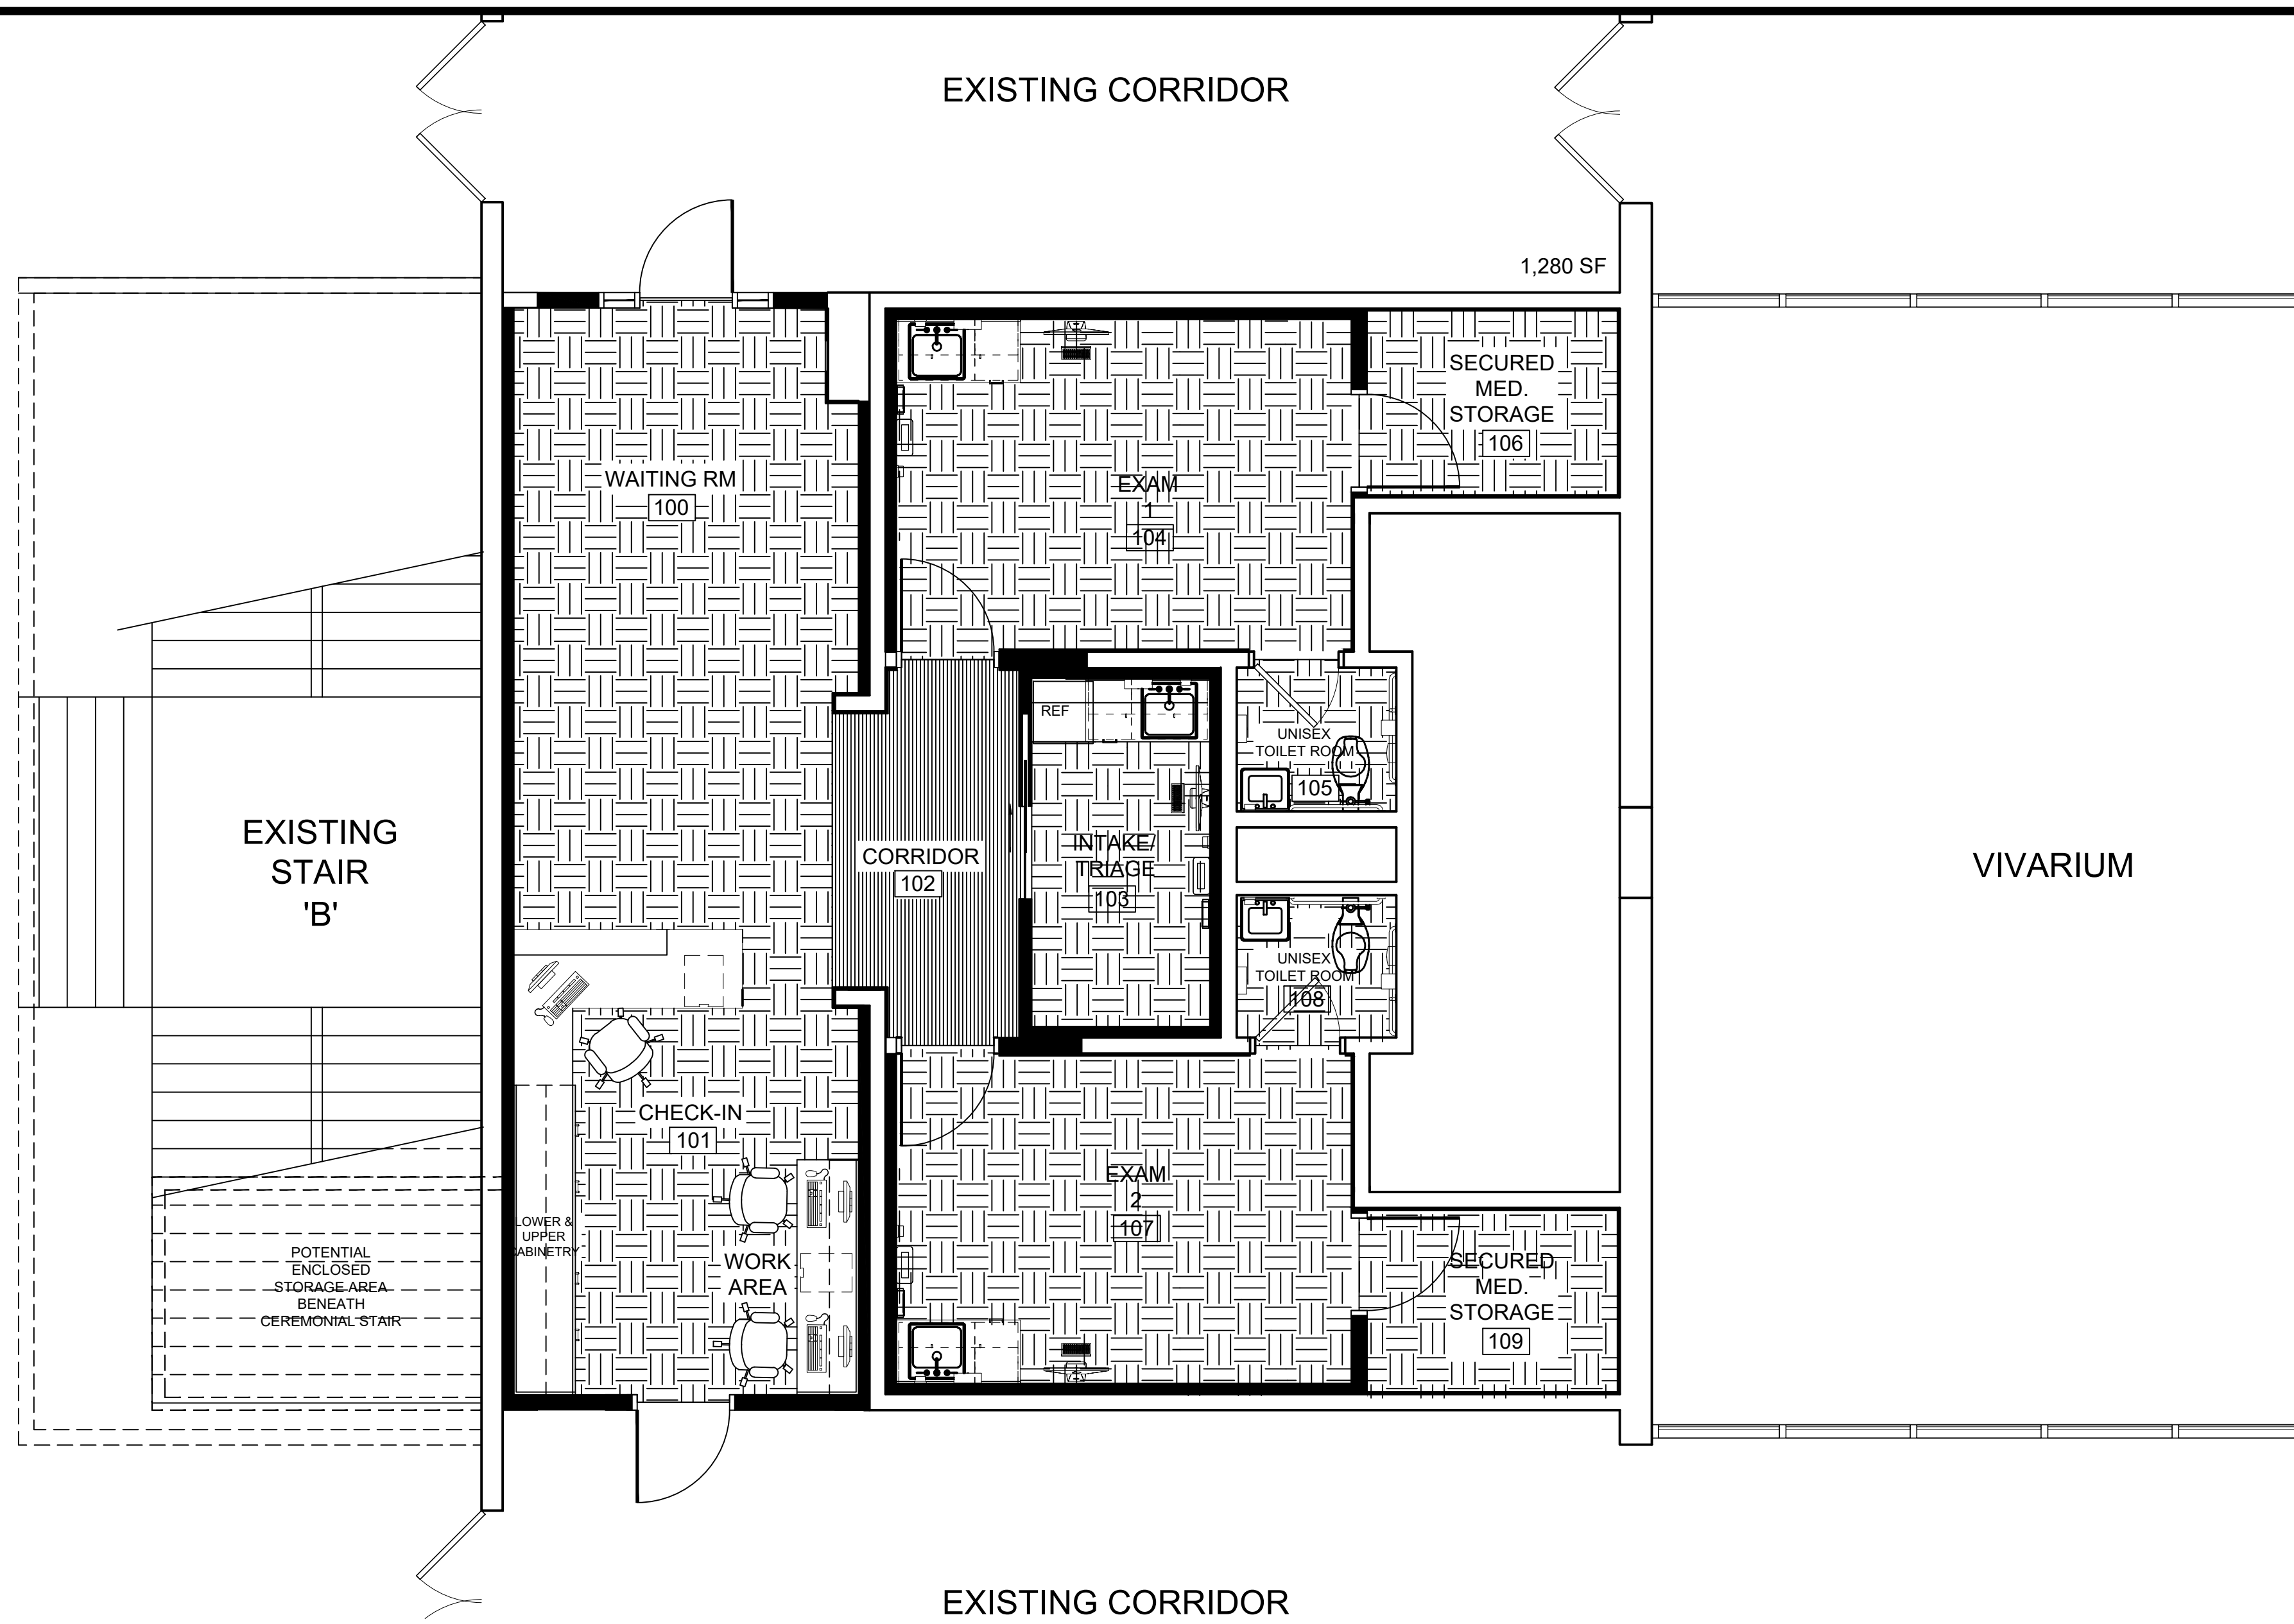 EXISTING CORRIDOR
1,280 SF
SECURED
MED.
STORAGE
106
WAITING RM
100
EXAM
1
104
REF
UNISEX
TOILET ROOM
105
EXISTING
STAIR
'B'
CORRIDOR
102
INTAKE/
TRIAGE
103
VIVARIUM
UNISEX
TOILET ROOM
108
CHECK-IN
101
EXAM
2
107
LOWER &
UPPER
CABINETRY
WORK
AREA
POTENTIAL
ENCLOSED
STORAGE AREA
BENEATH
CEREMONIAL STAIR
SECURED
MED.
STORAGE
109
EXISTING CORRIDOR